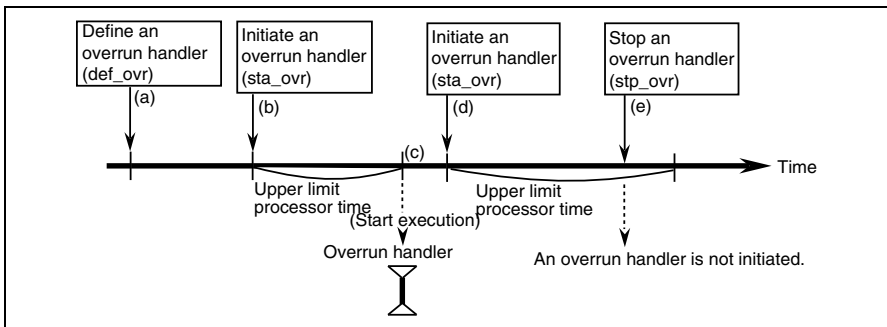 Define an
overrun handler
(def_ovr)
Initiate an
overrun handler
(sta_ovr)
Initiate an
overrun handler
(sta_ovr)
Stop an
overrun handler
(stp_ovr)
(a)
(b)
(d)
(e)
(c)
Time
Upper limit
processor time
Upper limit
processor time
(Start execution)
Overrun handler
An overrun handler is not initiated.